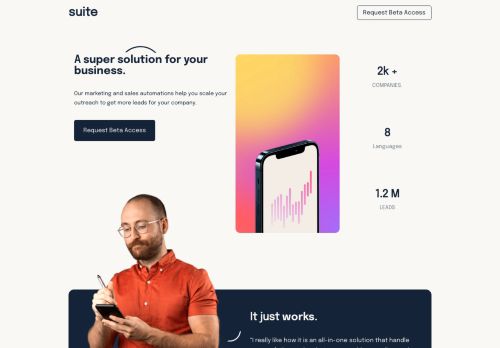 suite
Request Beta Access
A super solution for your
business.
Our marketing and sales automations help you scale your
outreach to get more leads for your company.
Request Beta Access
2k +
COMPANIES
8
Languages
1.2 M
LEADS
It just works.
"I really like how it is an all-in-one solution that handle